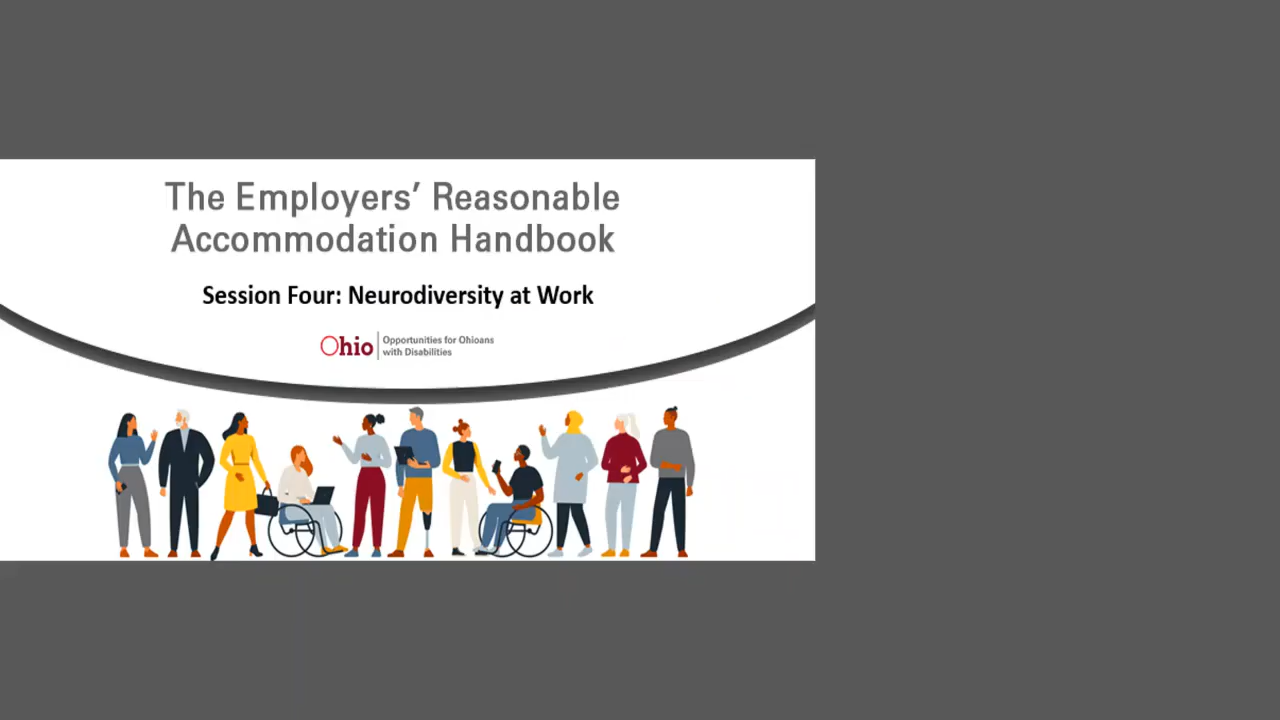 The Employers’ Reasonable
Accommodation Handbook
Session Four: Neurodiversity at Work
Ohio
Opportunities for Ohioans
with Disabilities